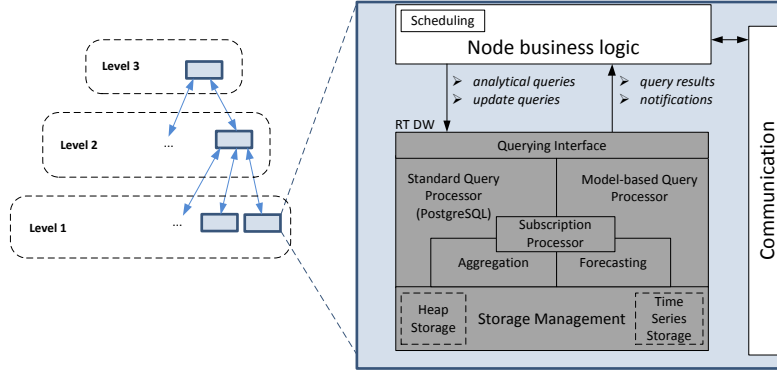 Level 3
Level 2
...
Level 1
...
Scheduling
Node business logic
➢ analytical queries
➢ update queries
➢ query results
➢ notifications
RT DW
Querying Interface
Standard Query
Processor
(PostgreSQL)
Model-based Query
Processor
Subscription
Processor
Aggregation
Forecasting
Heap
Storage
Storage Management
Time
Series
Storage
Communication